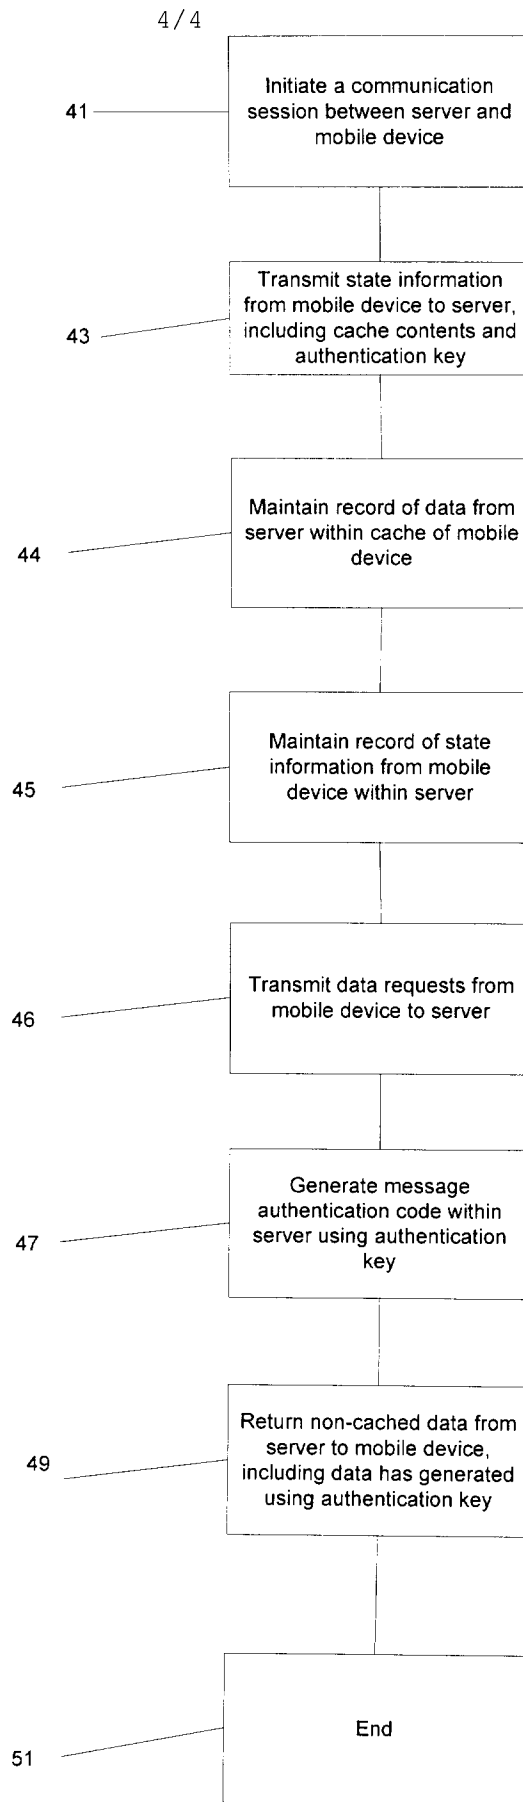 4/4
41
Initiate a communication
session between server and
mobile device
43
Transmit state information
from mobile device to server,
including cache contents and
authentication key
44
Maintain record of data from
server within cache of mobile
device
45
Maintain record of state
information from mobile
device within server
46
Transmit data requests from
mobile device to server
47
Generate message
authentication code within
server using authentication
key
49
Return non-cached data from
server to mobile device,
including data has generated
using authentication key
51
End